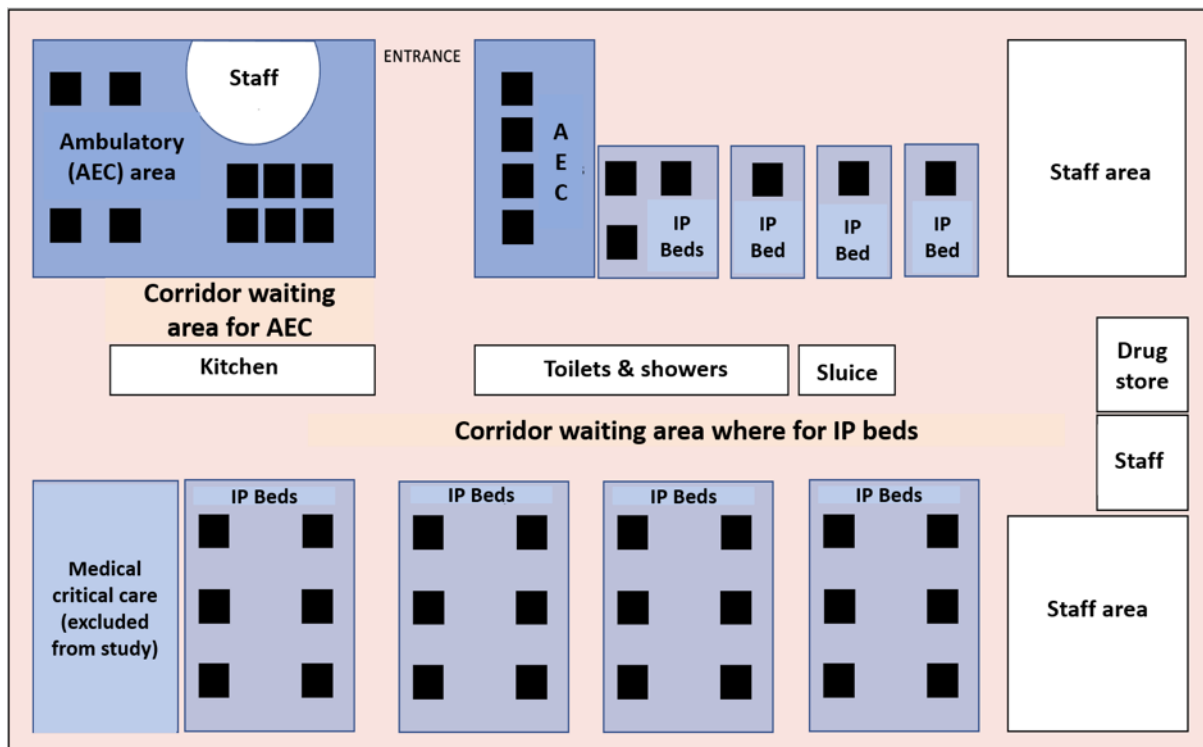 Staff
ENTRANCE
Ambulatory
(AEC) area
A
E
C
IP
Beds
IP
Bed
IP
Bed
IP
Bed
Staff area
Corridor waiting
area for AEC
Kitchen
Toilets & showers
Sluice
Drug
store
Corridor waiting area where for IP beds
Staff
Medical
critical care
(excluded
from study)
IP Beds
IP Beds
IP Beds
IP Beds
Staff area